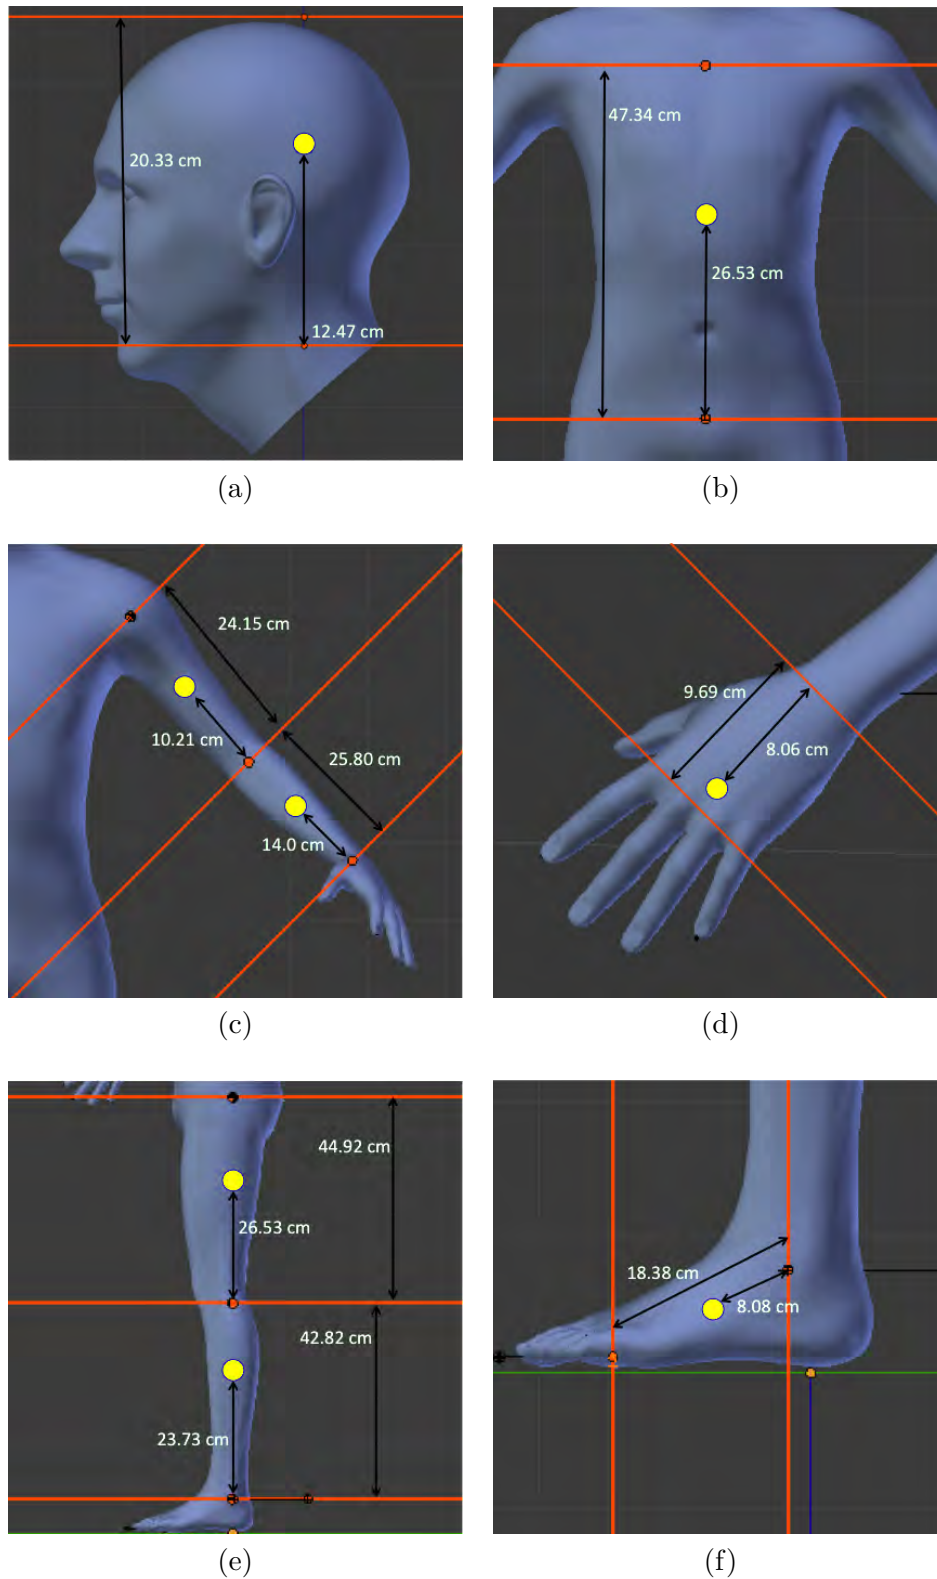 20.33 cm
12.47 cm
(a)
47.34 cm
26.53 cm
(b)
24.15 cm
10.21 cm
25.80 cm
14.0 cm
(c)
9.69 cm
8.06 cm
(d)
44.92 cm
26.53 cm
42.82 cm
23.73 cm
(e)
18.38 cm
8.08 cm
(f)